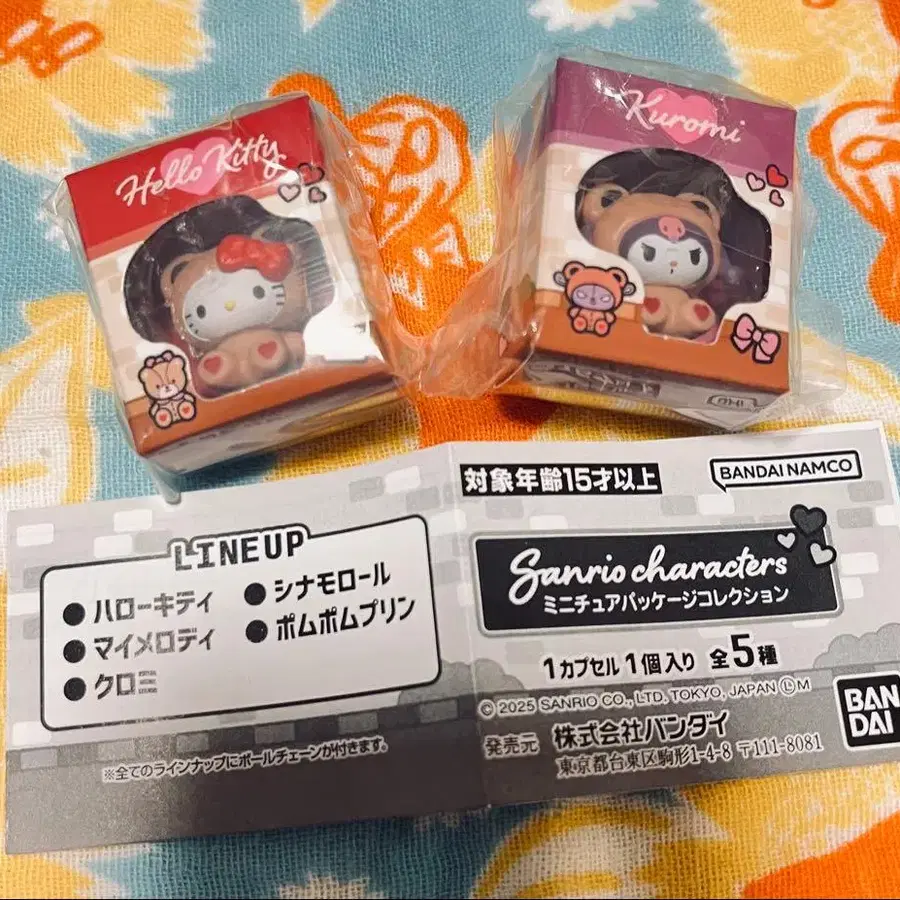 Hello Kitty
Kuromi
対象年齢15才以上
BANDAI NAMCO
Sanrio characters
ミニチュアパッケージコレクション
1カプセル1個入り 全5種
© 2025 SANRIO CO., LTD. TOKYO, JAPAN Ⓛ M
発売元 株式会社バンダイ
東京都台東区駒形1-4-8 〒111-8081
BAN
DAI
LINEUP
●ハローキティ
●マイメロディ
●クロミ
●シナモロール
●ポムポムプリン
※全てのラインナップにボールチェーンが付きます。